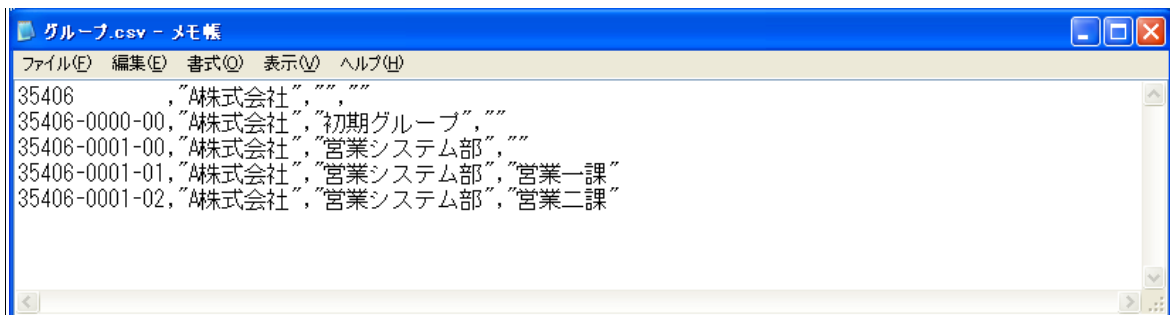 グループ.csv - メモ帳
ファイル(F) 編集(E) 書式(O) 表示(V) ヘルプ(H)
35406        ,"A株式会社","",""
35406-0000-00,"A株式会社","初期グループ",""
35406-0001-00,"A株式会社","営業システム部",""
35406-0001-01,"A株式会社","営業システム部","営業一課"
35406-0001-02,"A株式会社","営業システム部","営業二課"